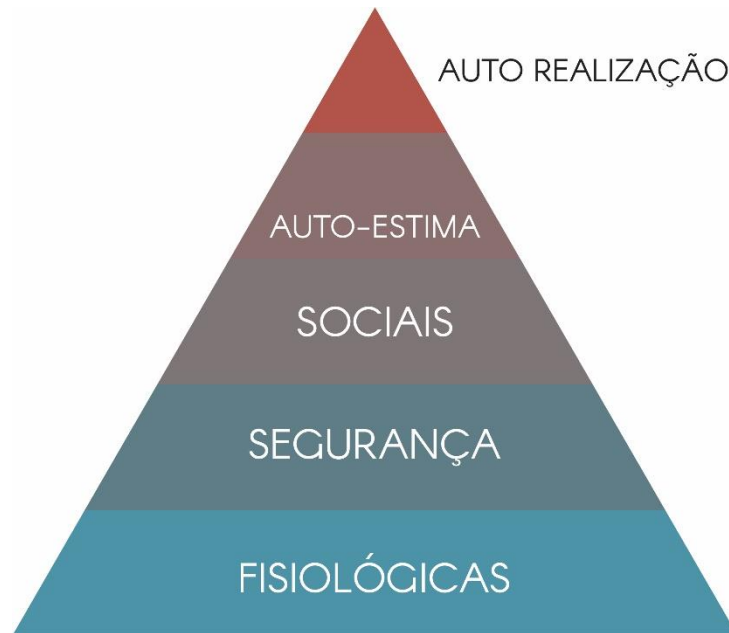 AUTO REALIZAÇÃO
AUTO-ESTIMA
SOCIAIS
SEGURANÇA
FISIOLÓGICAS